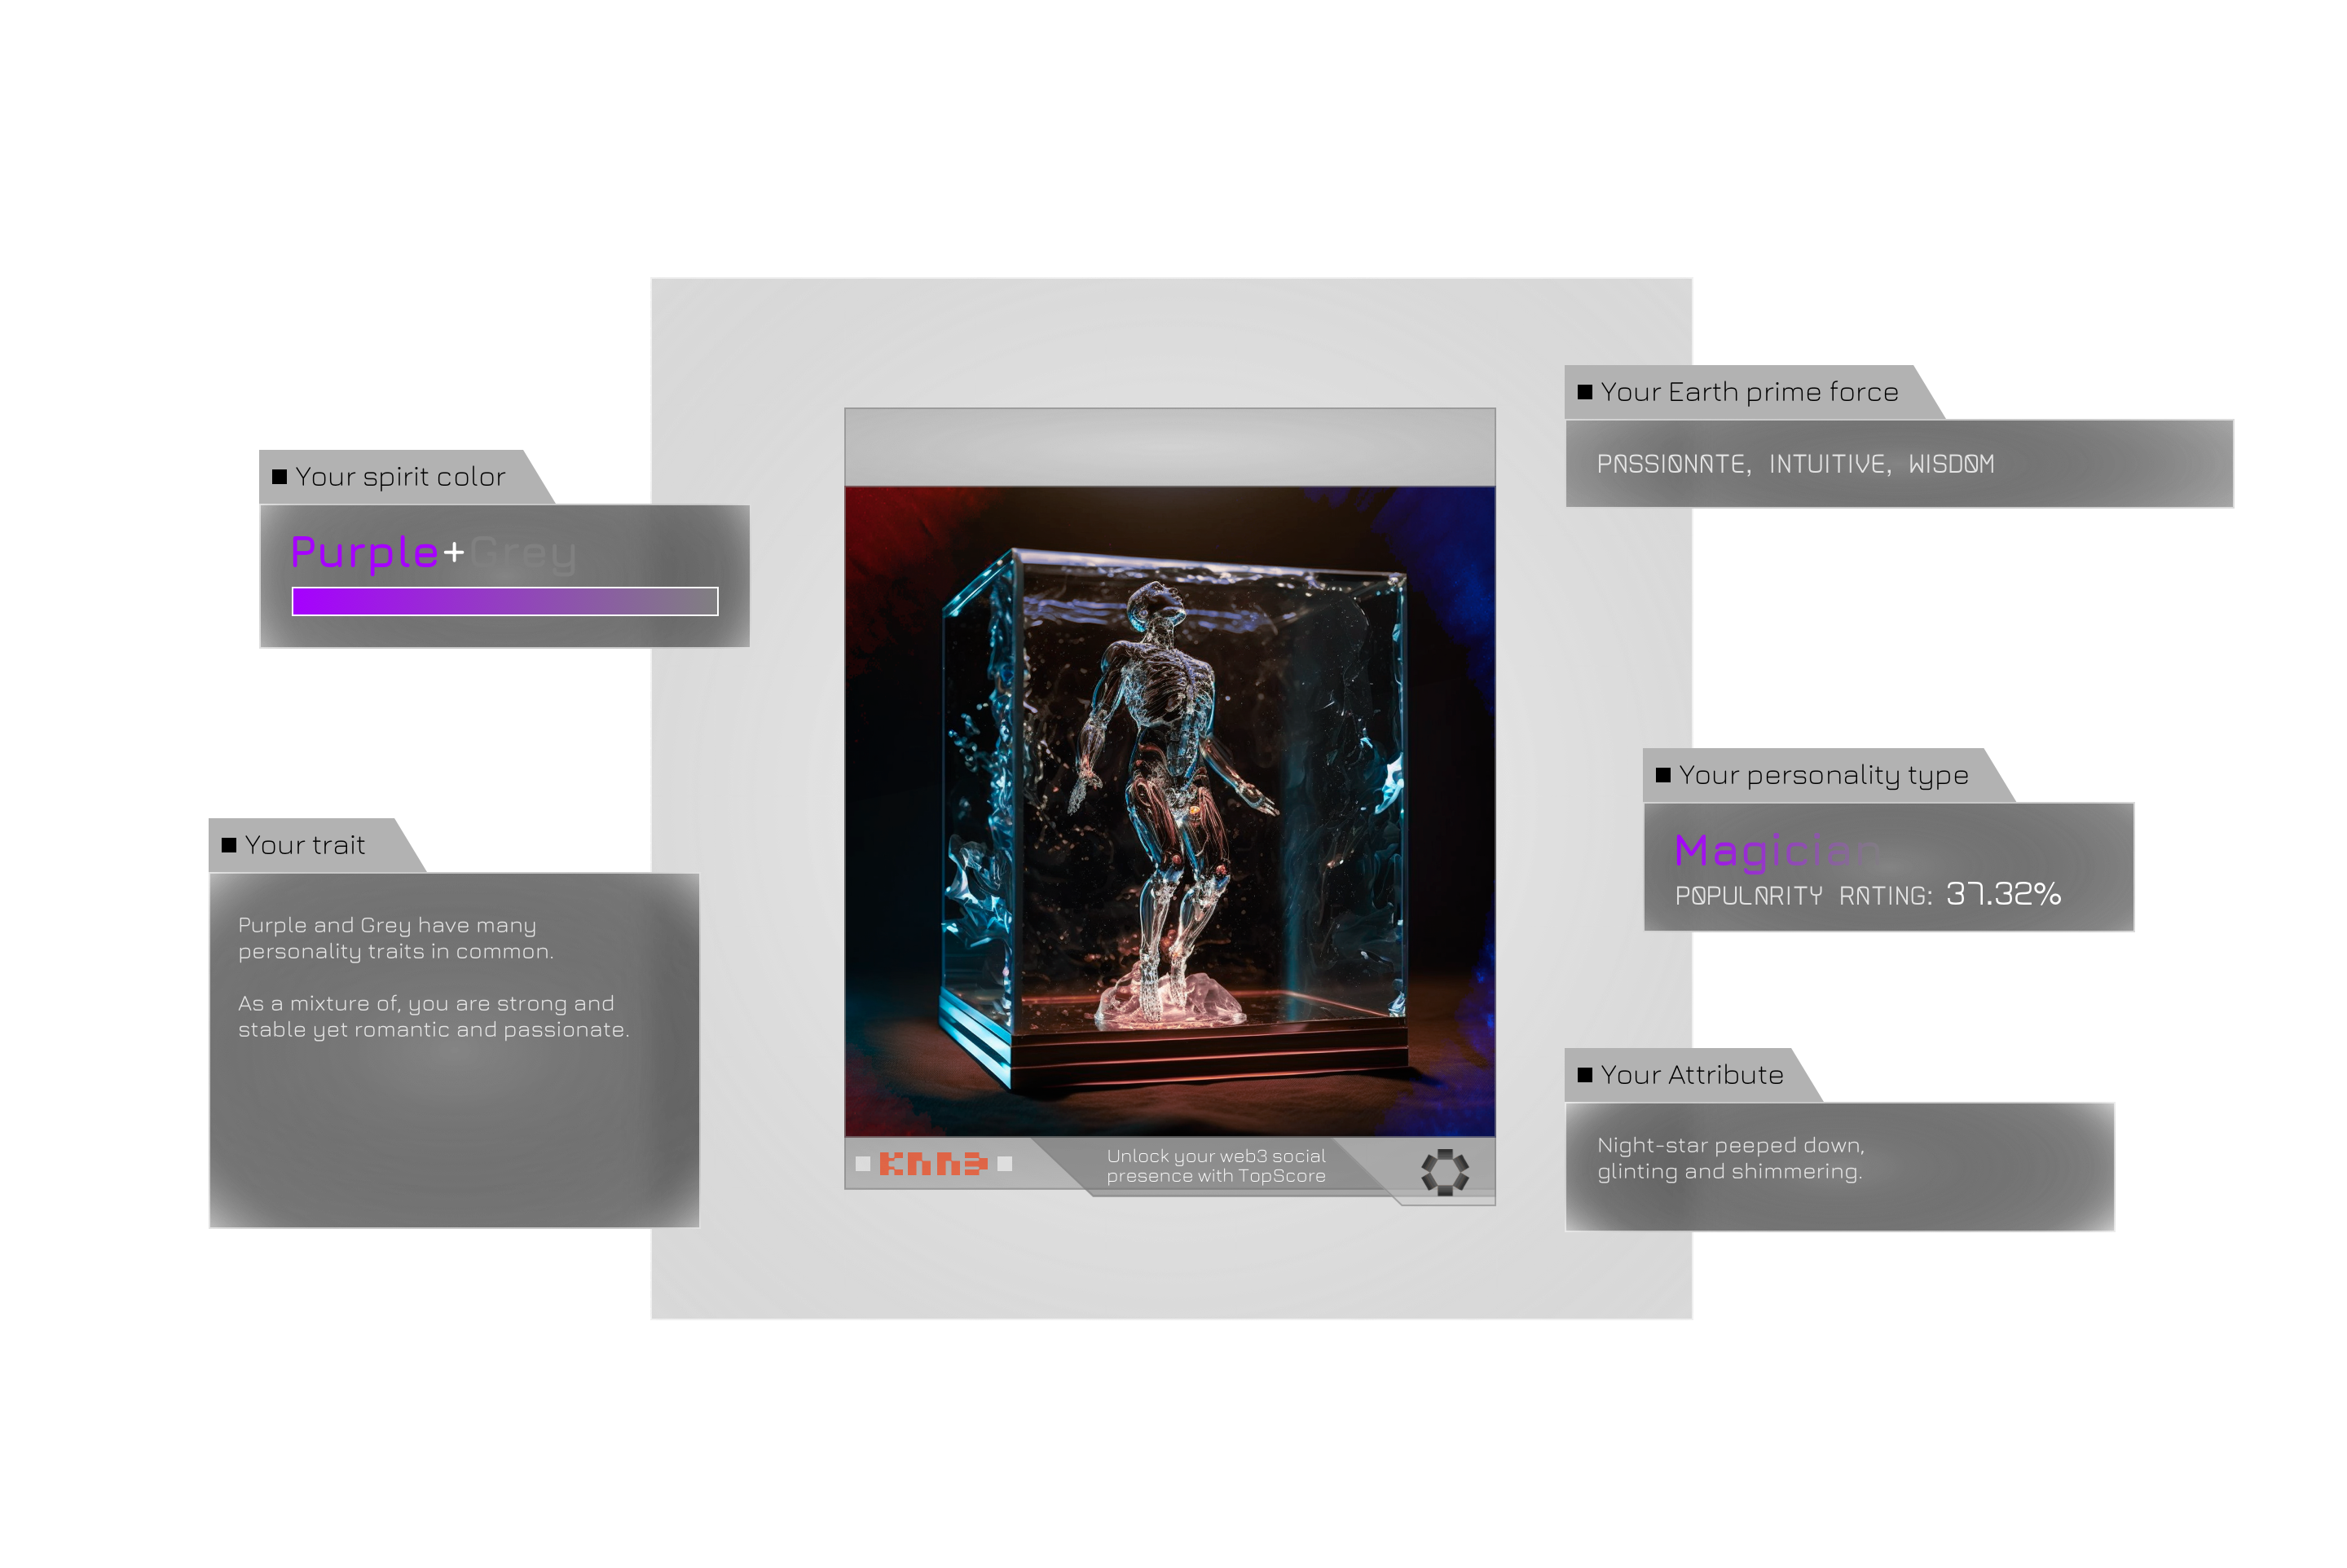 Your spirit color
Purple+Grey
Your trait
Purple and Grey have many
personality traits in common.
As a mixture of, you are strong and
stable yet romantic and passionate.
KNN3
Unlock your web3 social
presence with TopScore
Your Earth prime force
PASSIONATE, INTUITIVE, WISDOM
Your personality type
Magician
POPULARITY RATING: 37.32%
Your Attribute
Night-star peeped down,
glinting and shimmering.